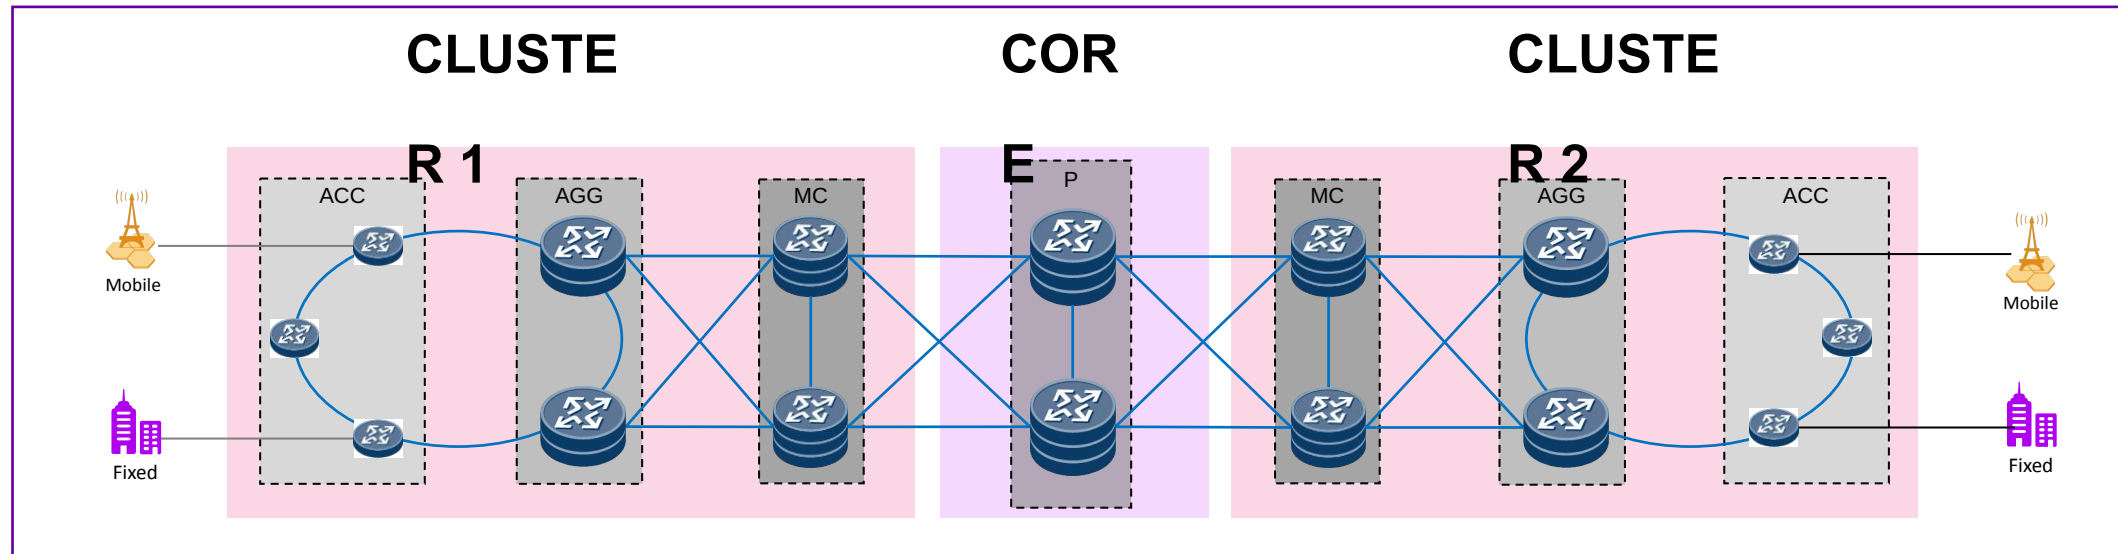 CLUSTE
R 1
COR
E
CLUSTE
R 2
ACC
AGG
MC
P
MC
AGG
ACC
Mobile
Fixed
Mobile
Fixed